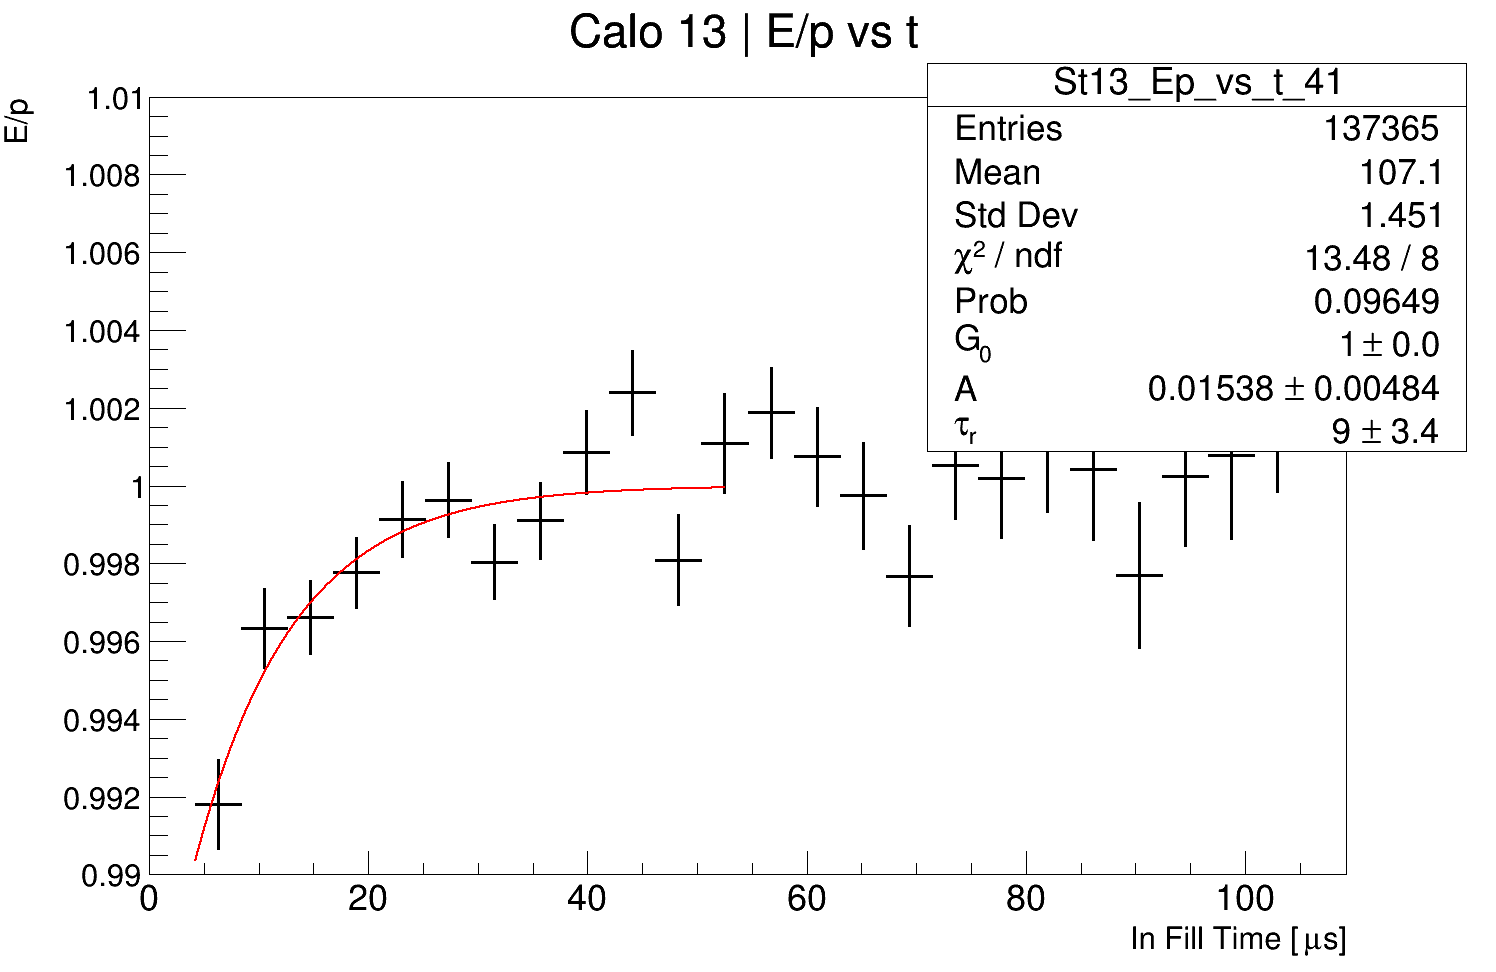 Calo 13 | E/p vs t
E/p
St13_Ep_vs_t_41
Entries 137365
Mean 107.1
Std Dev 1.451
χ² / ndf 13.48 / 8
Prob 0.09649
G₀ 1 ± 0.0
A 0.01538 ± 0.00484
τᵣ 9 ± 3.4
1.01
1.008
1.006
1.004
1.002
1
0.998
0.996
0.994
0.992
0.99
0 20 40 60 80 100
In Fill Time [μs]